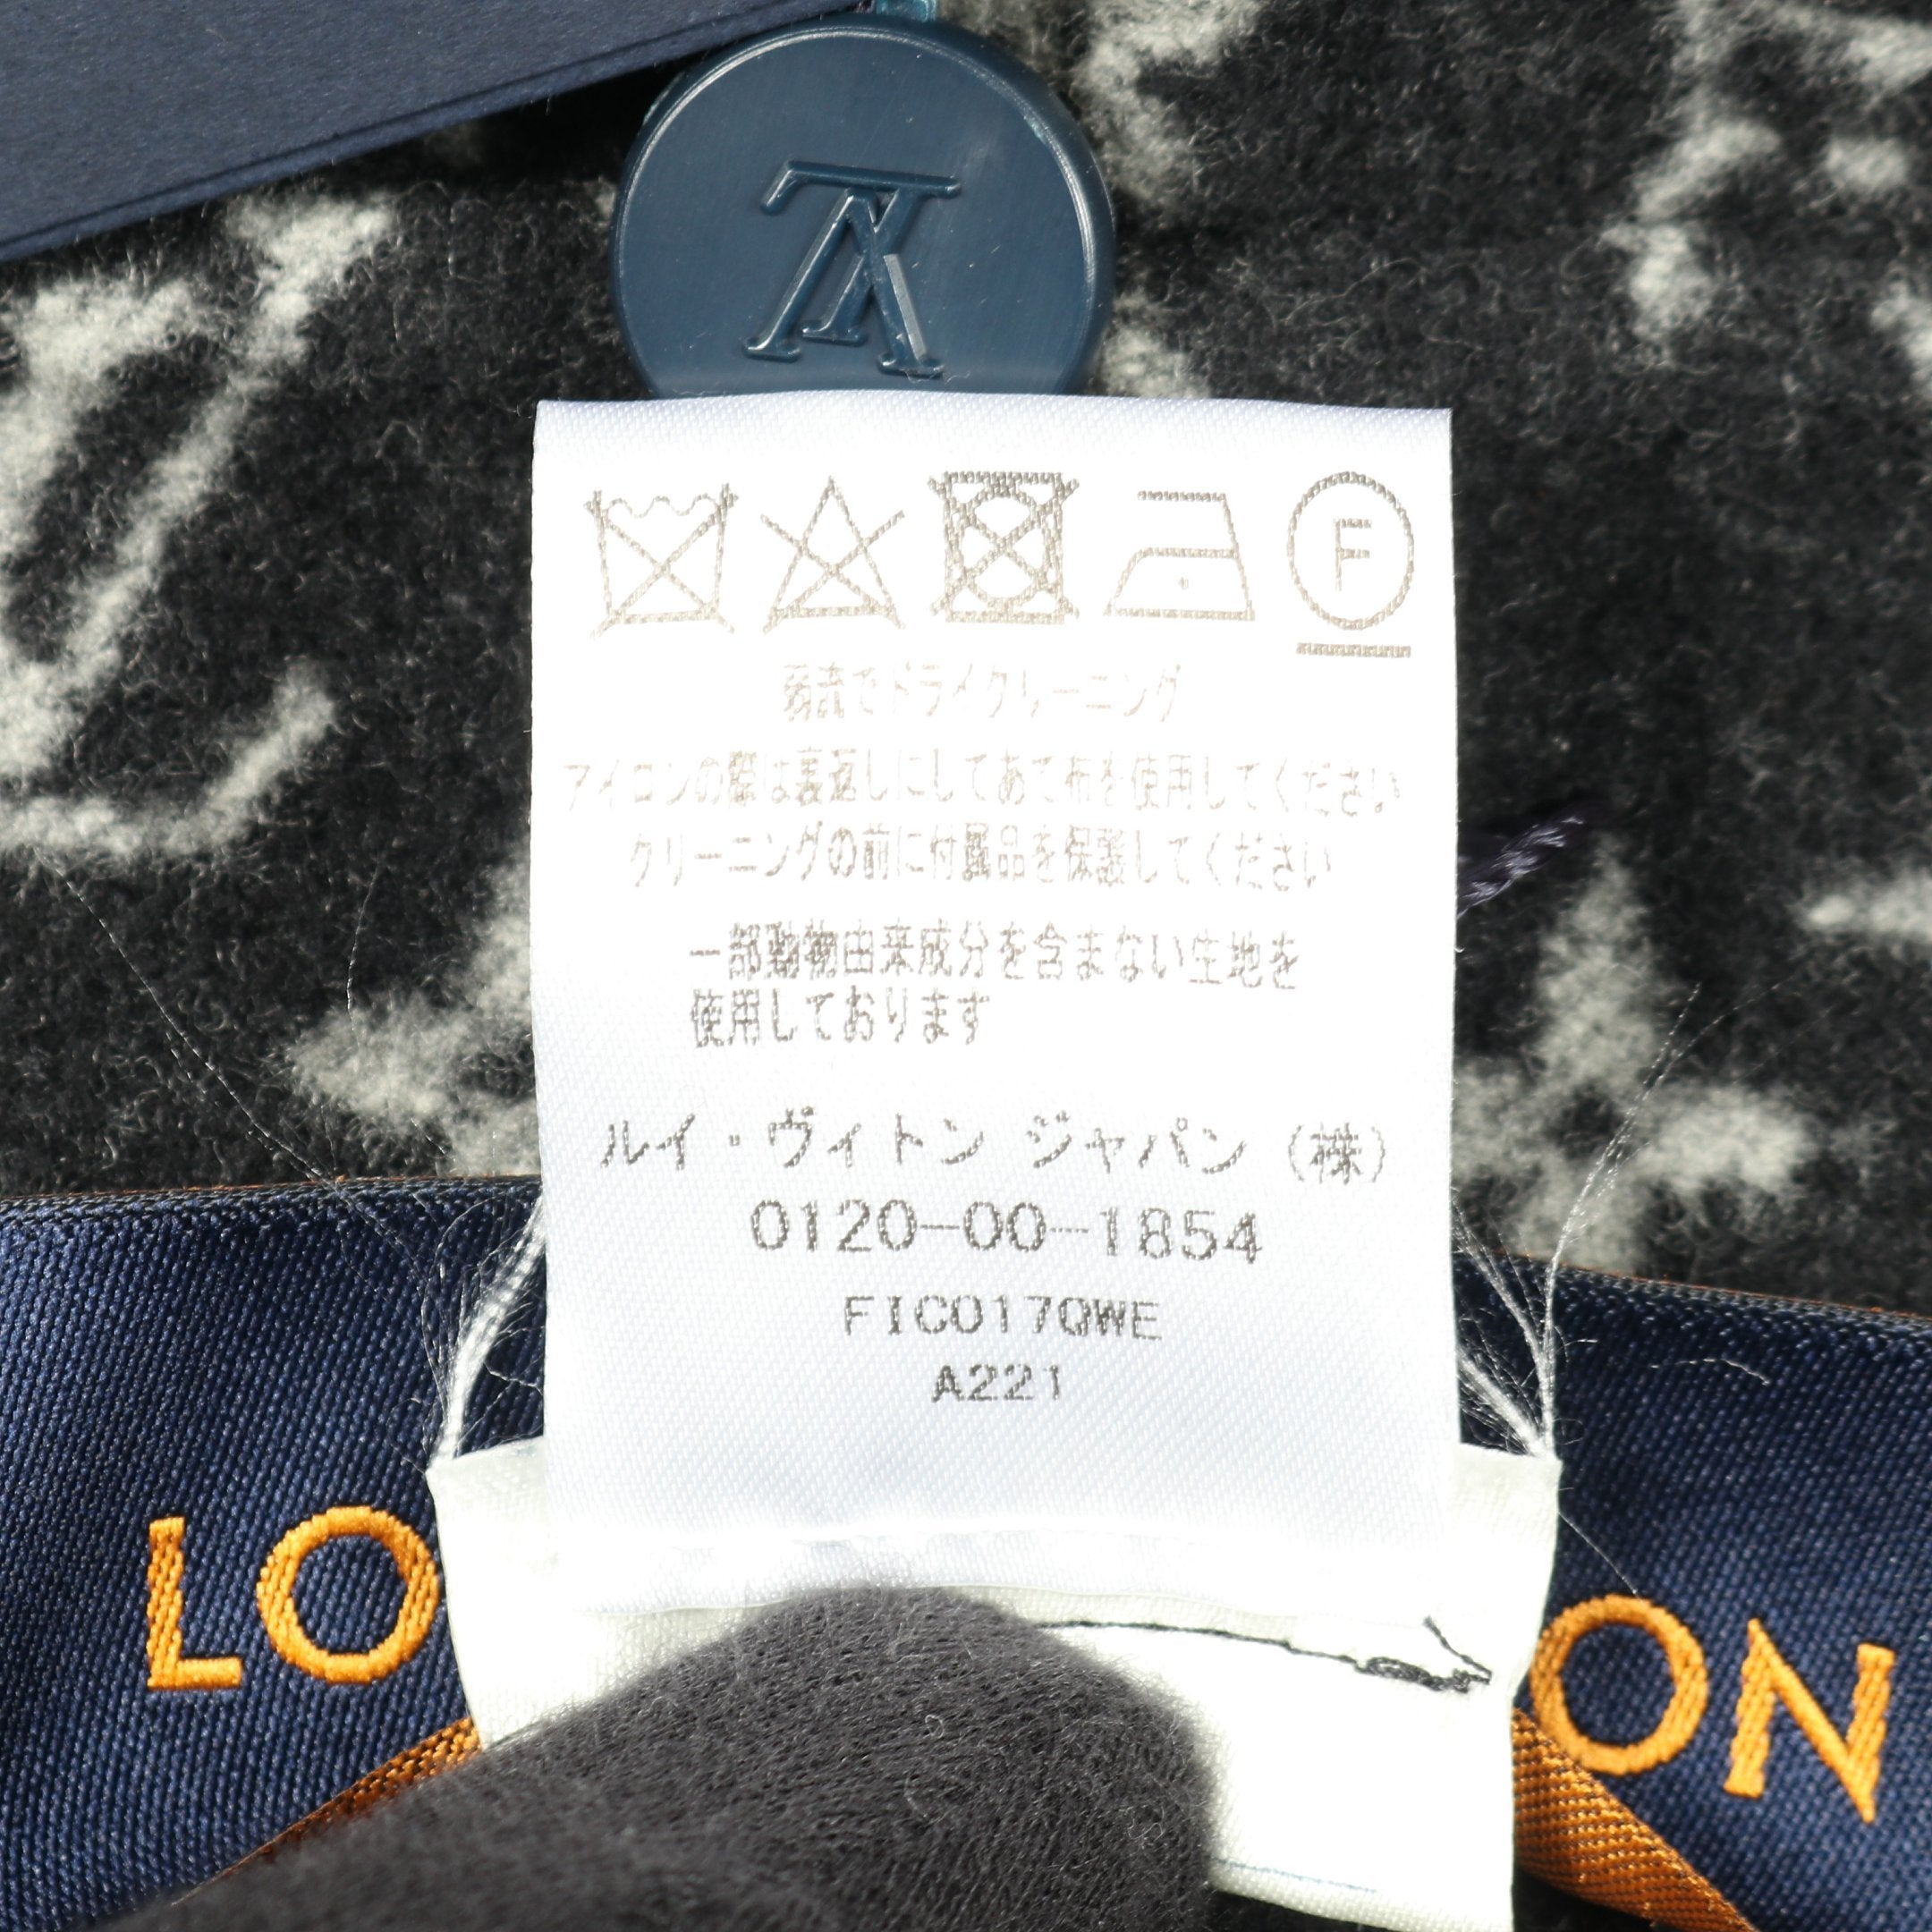 LV
F
弱流でドライクリーニング
アイロンの際は裏返しにしてあて布を使用してください
クリーニングの前に付属品を保護してください
一部動物由来成分を含まない生地を
使用しております
ルイ・ヴィトン ジャパン (株)
0120-00-1854
FICO17QWE
A221
LO
ON